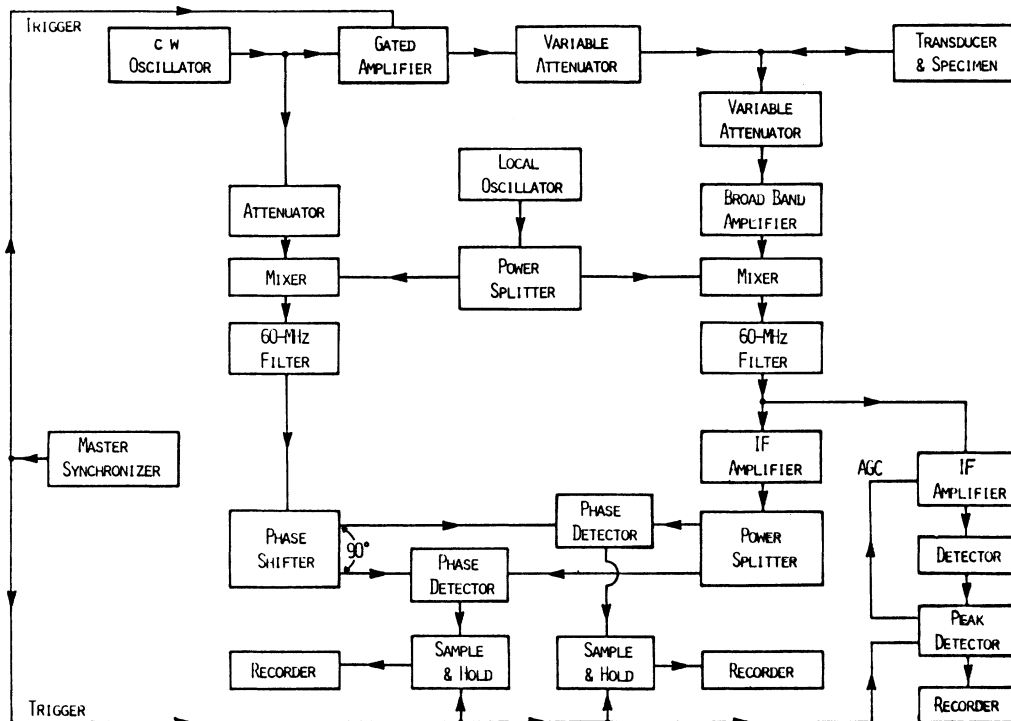 TRIGGER
C W
OSCILLATOR
GATED
AMPLIFIER
VARIABLE
ATTENUATOR
TRANSDUCER
& SPECIMEN
VARIABLE
ATTENUATOR
LOCAL
OSCILLATOR
ATTENUATOR
BROAD BAND
AMPLIFIER
MIXER
POWER
SPLITTER
MIXER
60-MHz
FILTER
60-MHz
FILTER
MASTER
SYNCHRONIZER
IF
AMPLIFIER
AGC
IF
AMPLIFIER
PHASE
SHIFTER
90°
PHASE
DETECTOR
PHASE
DETECTOR
POWER
SPLITTER
DETECTOR
PEAK
DETECTOR
RECORDER
SAMPLE
& HOLD
SAMPLE
& HOLD
RECORDER
RECORDER
TRIGGER